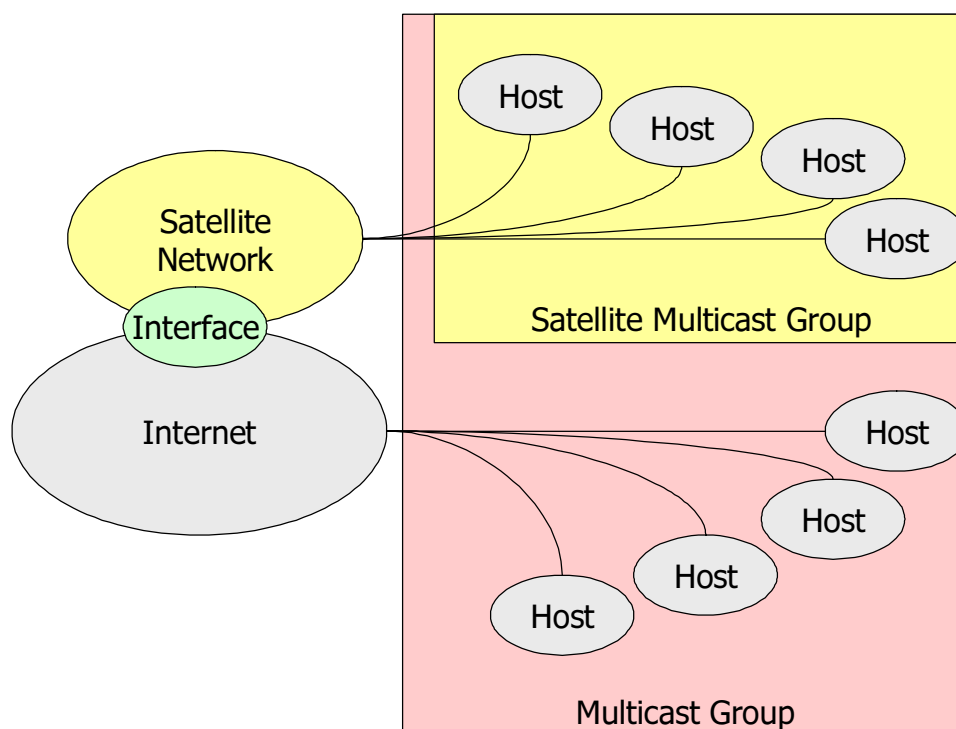 Host
Host
Host
Satellite
Network
Host
Interface
Satellite Multicast Group
Internet
Host
Host
Host
Host
Multicast Group